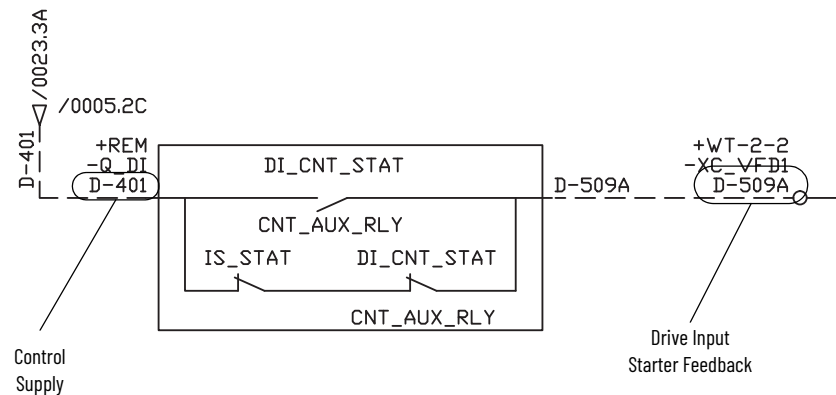 /0023.3A
/0005.2C
D-401
+REM
-Q_DI
D-401
DI_CNT_STAT
CNT_AUX_RLY
IS_STAT
DI_CNT_STAT
CNT_AUX_RLY
D-509A
+WT-2-2
-XC_VFD1
D-509A
Control
Supply
Drive Input
Starter Feedback